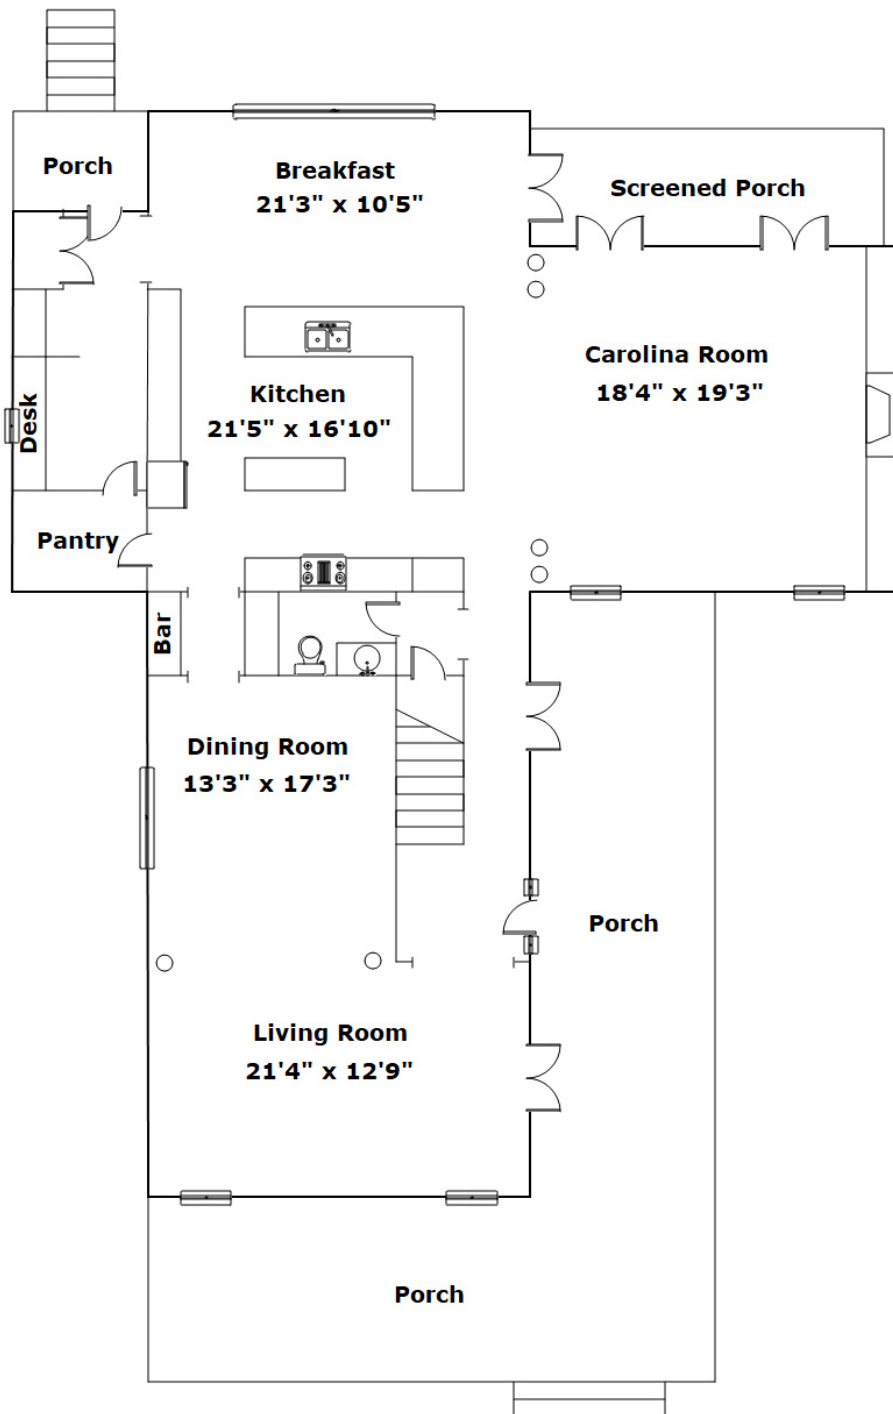 Porch
Breakfast
21'3" x 10'5"
Screened Porch
Carolina Room
18'4" x 19'3"
Kitchen
21'5" x 16'10"
Desk
Pantry
Bar
Dining Room
13'3" x 17'3"
Porch
Living Room
21'4" x 12'9"
Porch